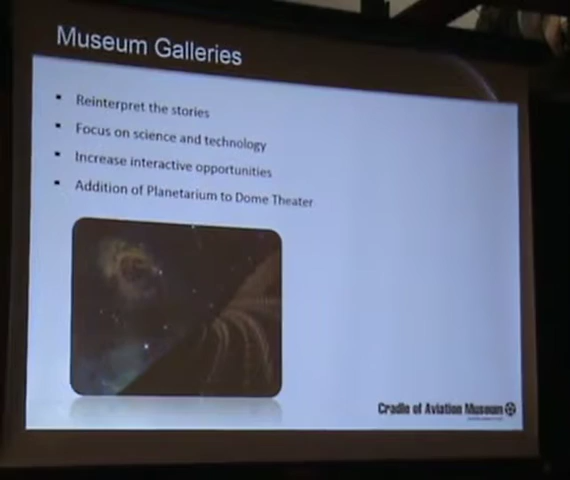 Museum Galleries
▪ Reinterpret the stories
▪ Focus on science and technology
▪ Increase interactive opportunities
▪ Addition of Planetarium to Dome Theater
Cradle of Aviation Museum